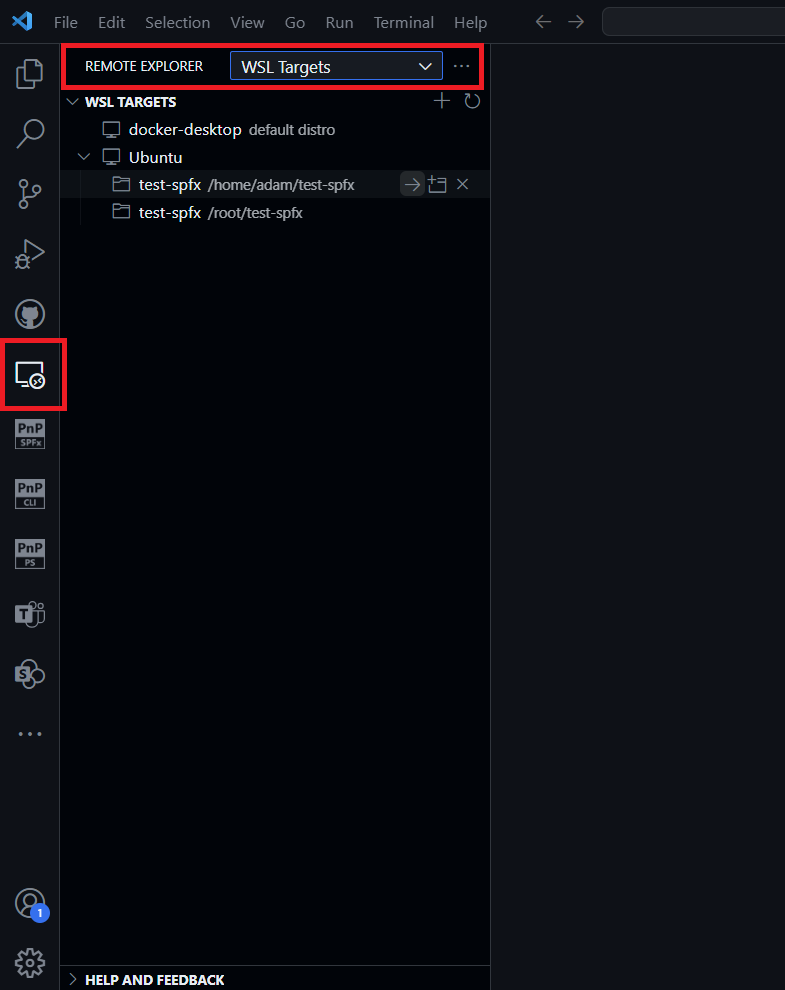 File Edit Selection View Go Run Terminal Help
REMOTE EXPLORER WSL Targets
WSL TARGETS
docker-desktop default distro
Ubuntu
test-spfx /home/adam/test-spfx
test-spfx /root/test-spfx
PnP
SPFx
PnP
CLI
PnP
PS
T
S
1
HELP AND FEEDBACK